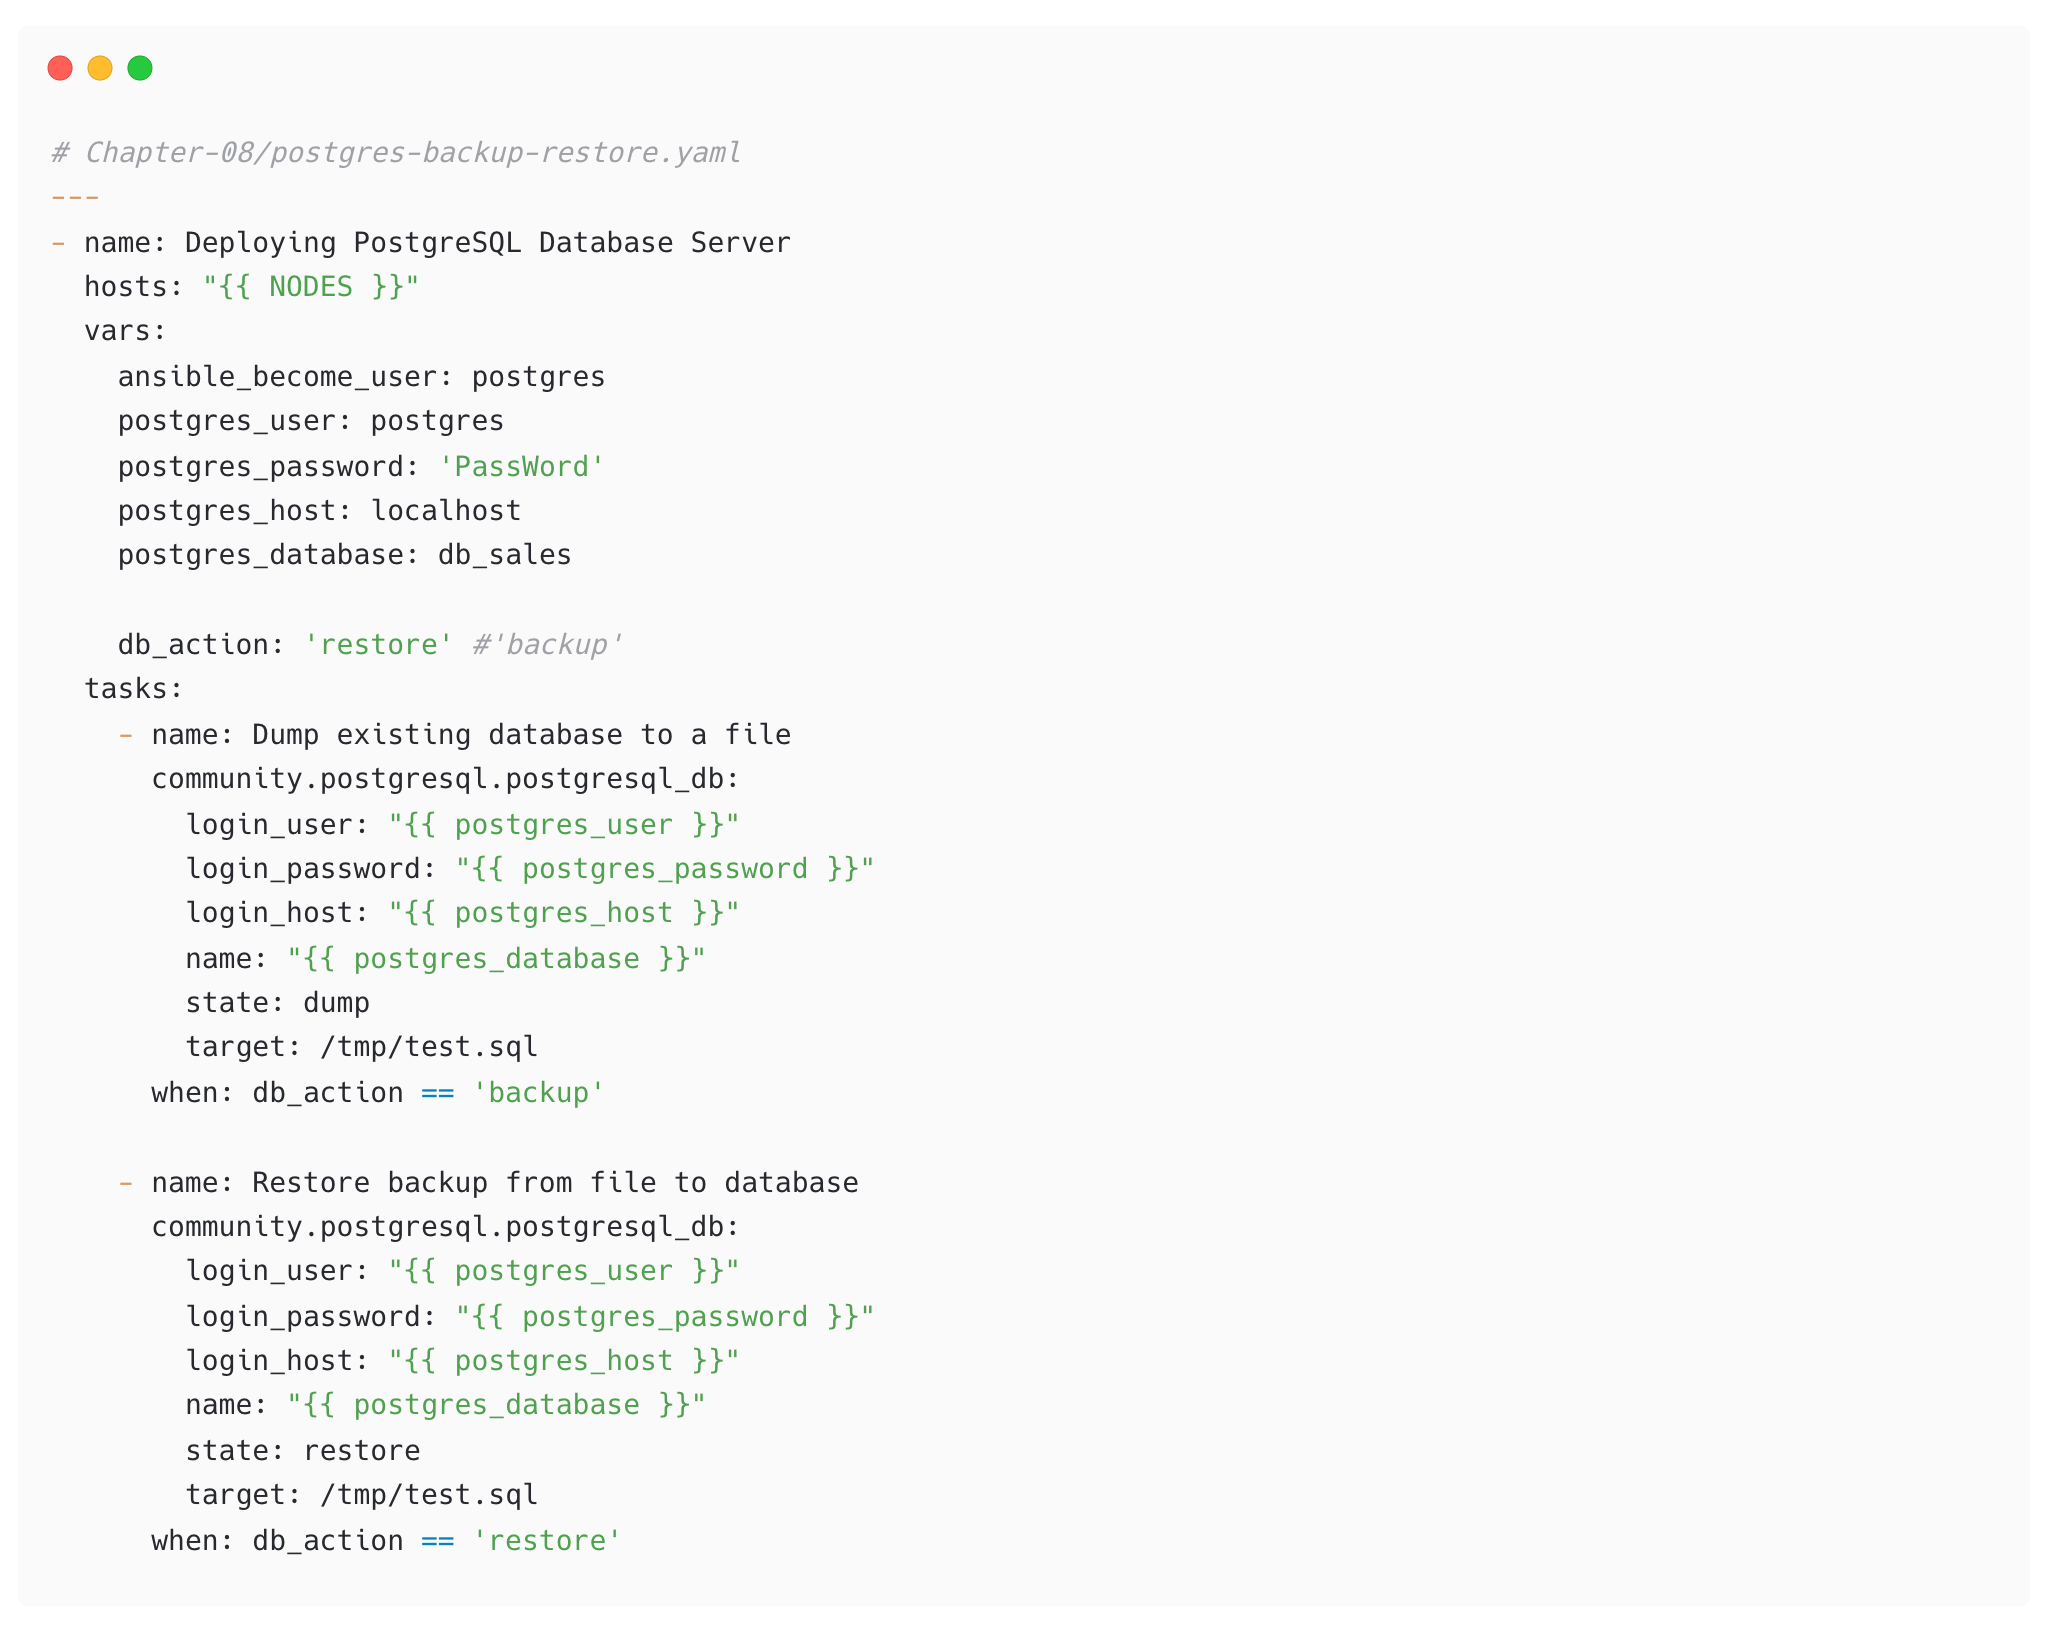 # Chapter-08/postgres-backup-restore.yaml
---
- name: Deploying PostgreSQL Database Server
  hosts: "{{ NODES }}"
  vars:
    ansible_become_user: postgres
    postgres_user: postgres
    postgres_password: 'PassWord'
    postgres_host: localhost
    postgres_database: db_sales

    db_action: 'restore' #'backup'
  tasks:
    - name: Dump existing database to a file
      community.postgresql.postgresql_db:
        login_user: "{{ postgres_user }}"
        login_password: "{{ postgres_password }}"
        login_host: "{{ postgres_host }}"
        name: "{{ postgres_database }}"
        state: dump
        target: /tmp/test.sql
      when: db_action == 'backup'

    - name: Restore backup from file to database
      community.postgresql.postgresql_db:
        login_user: "{{ postgres_user }}"
        login_password: "{{ postgres_password }}"
        login_host: "{{ postgres_host }}"
        name: "{{ postgres_database }}"
        state: restore
        target: /tmp/test.sql
      when: db_action == 'restore'